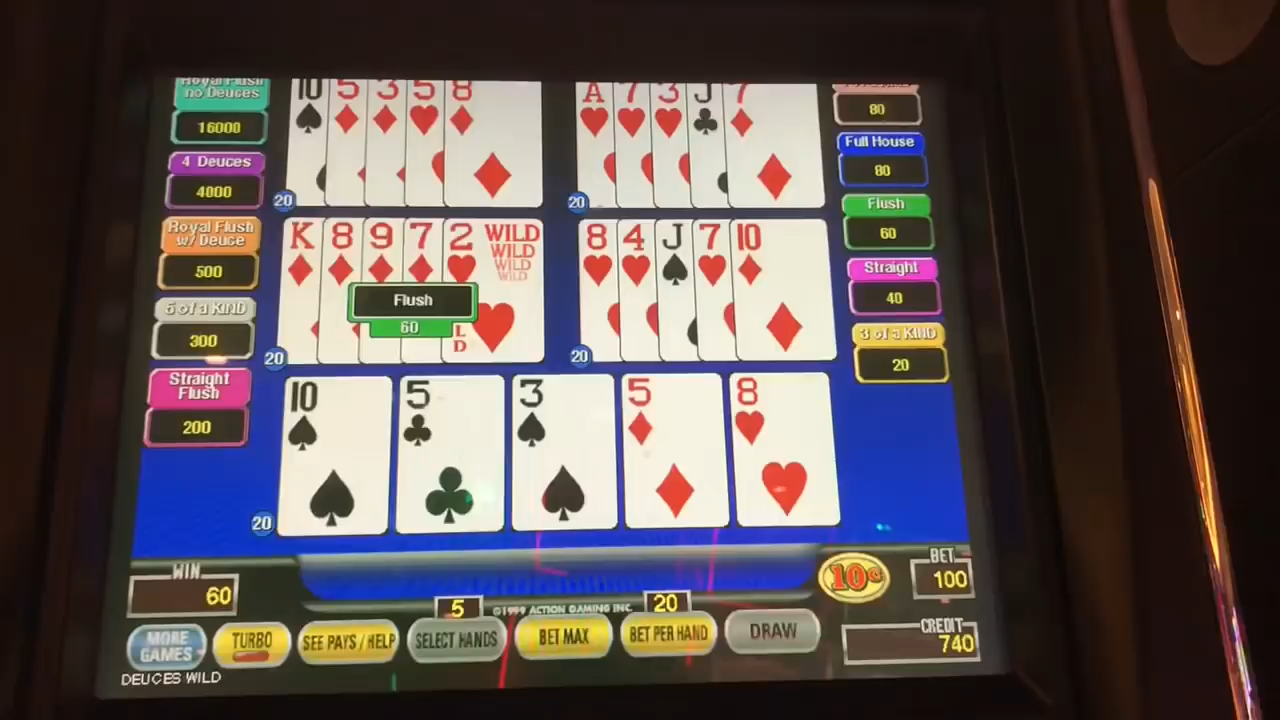 Royal Flush
no Deuces
16000
4 Deuces
4000
Royal Flush
w/ Deuce
500
5 of a KIND
300
Straight
Flush
200
10 5 3 5 8
20
A 7 3 J 7
20
80
Full House
80
Flush
60
Straight
40
3 of a KIND
20
K 8 9 7 2 WILD
WILD
WILD
WILD
L
D
Flush
60
20
8 4 J 7 10
20
10 5 3 5 8
20
WIN
60
10¢
BET
100
5
©1999 ACTION GAMING INC.
20
MORE
GAMES
TURBO
SEE PAYS / HELP
SELECT HANDS
BET MAX
BET PER HAND
DRAW
CREDIT
740
DEUCES WILD